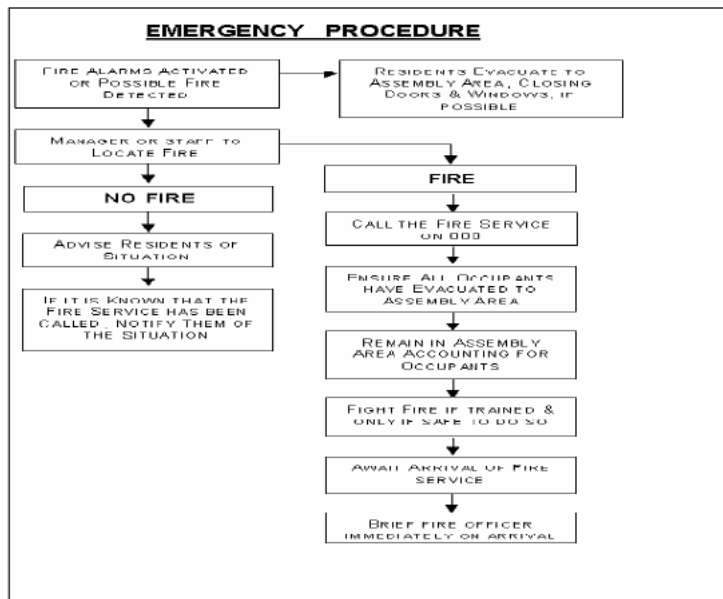 EMERGENCY PROCEDURE
FIRE ALARMS ACTIVATED
OR POSSIBLE FIRE
DETECTED
RESIDENTS EVACUATE TO
ASSEMBLY AREA, CLOSING
DOORS & WINDOWS, IF
POSSIBLE
MANAGER OR STAFF TO
LOCATE FIRE
NO FIRE
ADVISE RESIDENTS OF
SITUATION
IF IT IS KNOWN THAT THE
FIRE SERVICE HAS BEEN
CALLED, NOTIFY THEM OF
THE SITUATION
FIRE
CALL THE FIRE SERVICE
ON 000
ENSURE ALL OCCUPANTS
HAVE EVACUATED TO
ASSEMBLY AREA
REMAIN IN ASSEMBLY
AREA ACCOUNTING FOR
OCCUPANTS
FIGHT FIRE IF TRAINED &
ONLY IF SAFE TO DO SO
AWAIT ARRIVAL OF FIRE
SERVICE
BRIEF FIRE OFFICER
IMMEDIATELY ON ARRIVAL